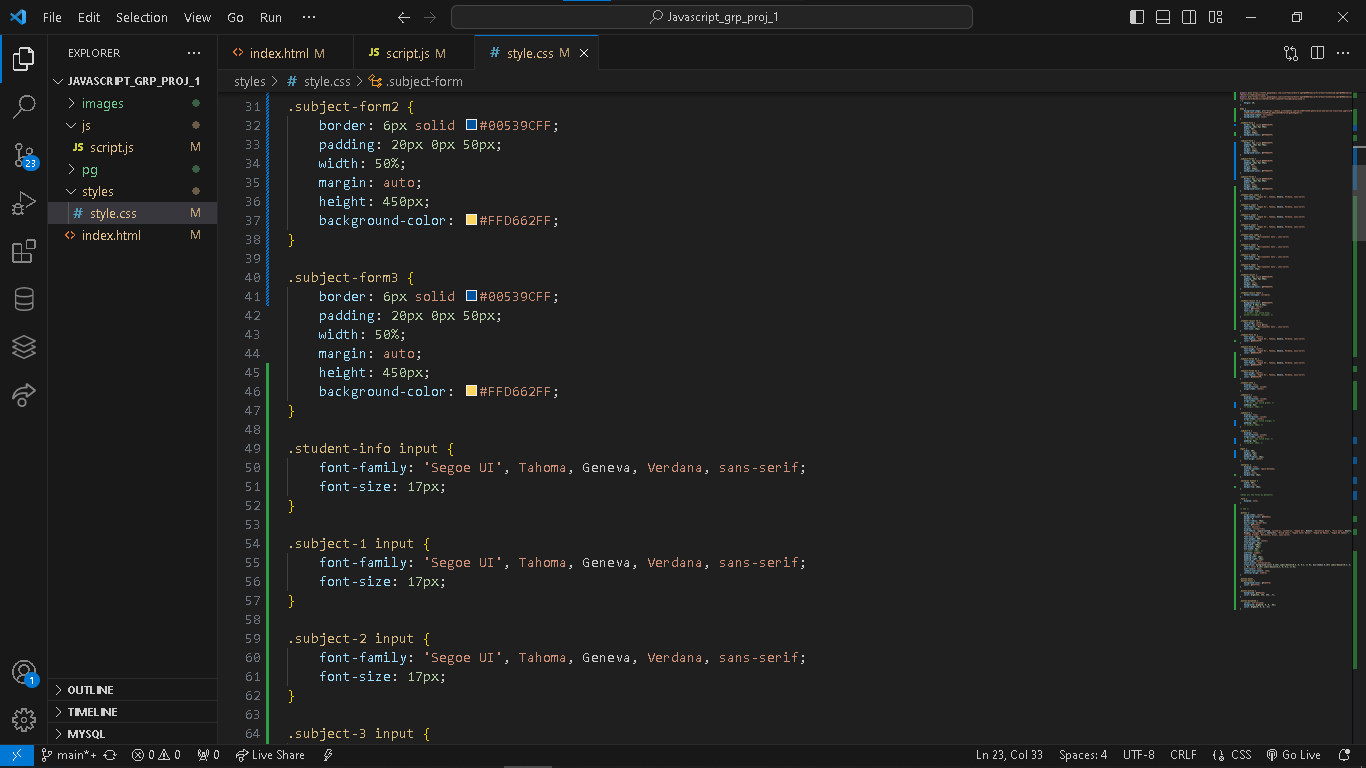 File Edit Selection View Go Run ··· Javascript_grp_proj_1
EXPLORER ···
JAVASCRIPT_GRP_PROJ_1
images
js
JS script.js M
pg
styles
# style.css M
<> index.html M
OUTLINE
TIMELINE
MYSQL
23
1
<> index.html M JS script.js M # style.css M
styles > # style.css > .subject-form
31 .subject-form2 {
32 border: 6px solid #00539CFF;
33 padding: 20px 0px 50px;
34 width: 50%;
35 margin: auto;
36 height: 450px;
37 background-color: #FFD662FF;
38 }
39
40 .subject-form3 {
41 border: 6px solid #00539CFF;
42 padding: 20px 0px 50px;
43 width: 50%;
44 margin: auto;
45 height: 450px;
46 background-color: #FFD662FF;
47 }
48
49 .student-info input {
50 font-family: 'Segoe UI', Tahoma, Geneva, Verdana, sans-serif;
51 font-size: 17px;
52 }
53
54 .subject-1 input {
55 font-family: 'Segoe UI', Tahoma, Geneva, Verdana, sans-serif;
56 font-size: 17px;
57 }
58
59 .subject-2 input {
60 font-family: 'Segoe UI', Tahoma, Geneva, Verdana, sans-serif;
61 font-size: 17px;
62 }
63
64 .subject-3 input {
main*+ 0 0 0 Live Share Ln 23, Col 33 Spaces: 4 UTF-8 CRLF {} CSS Go Live